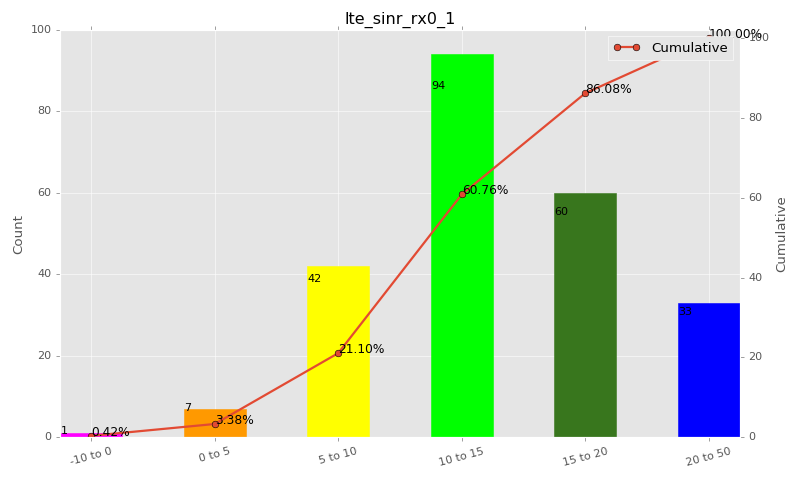 lte_sinr_rx0_1
100
80
60
40
20
0
Count
100
80
60
40
20
0
Cumulative
Cumulative
1
7
42
94
60
33
0.42%
3.38%
21.10%
60.76%
86.08%
100.00%
-10 to 0
0 to 5
5 to 10
10 to 15
15 to 20
20 to 50